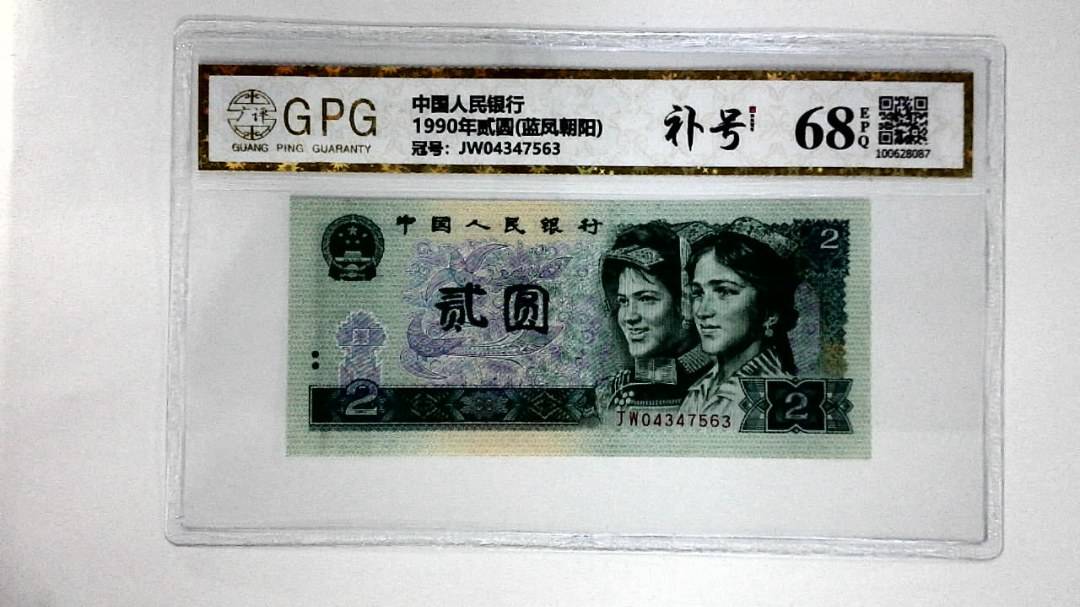 广评
GPG
GUANG PING GUARANTY
中国人民银行
1990年贰圆(蓝凤朝阳)
冠号：JW04347563
补号
68
EPQ
100628087
中国人民银行
2
贰圆
2
JW04347563
2